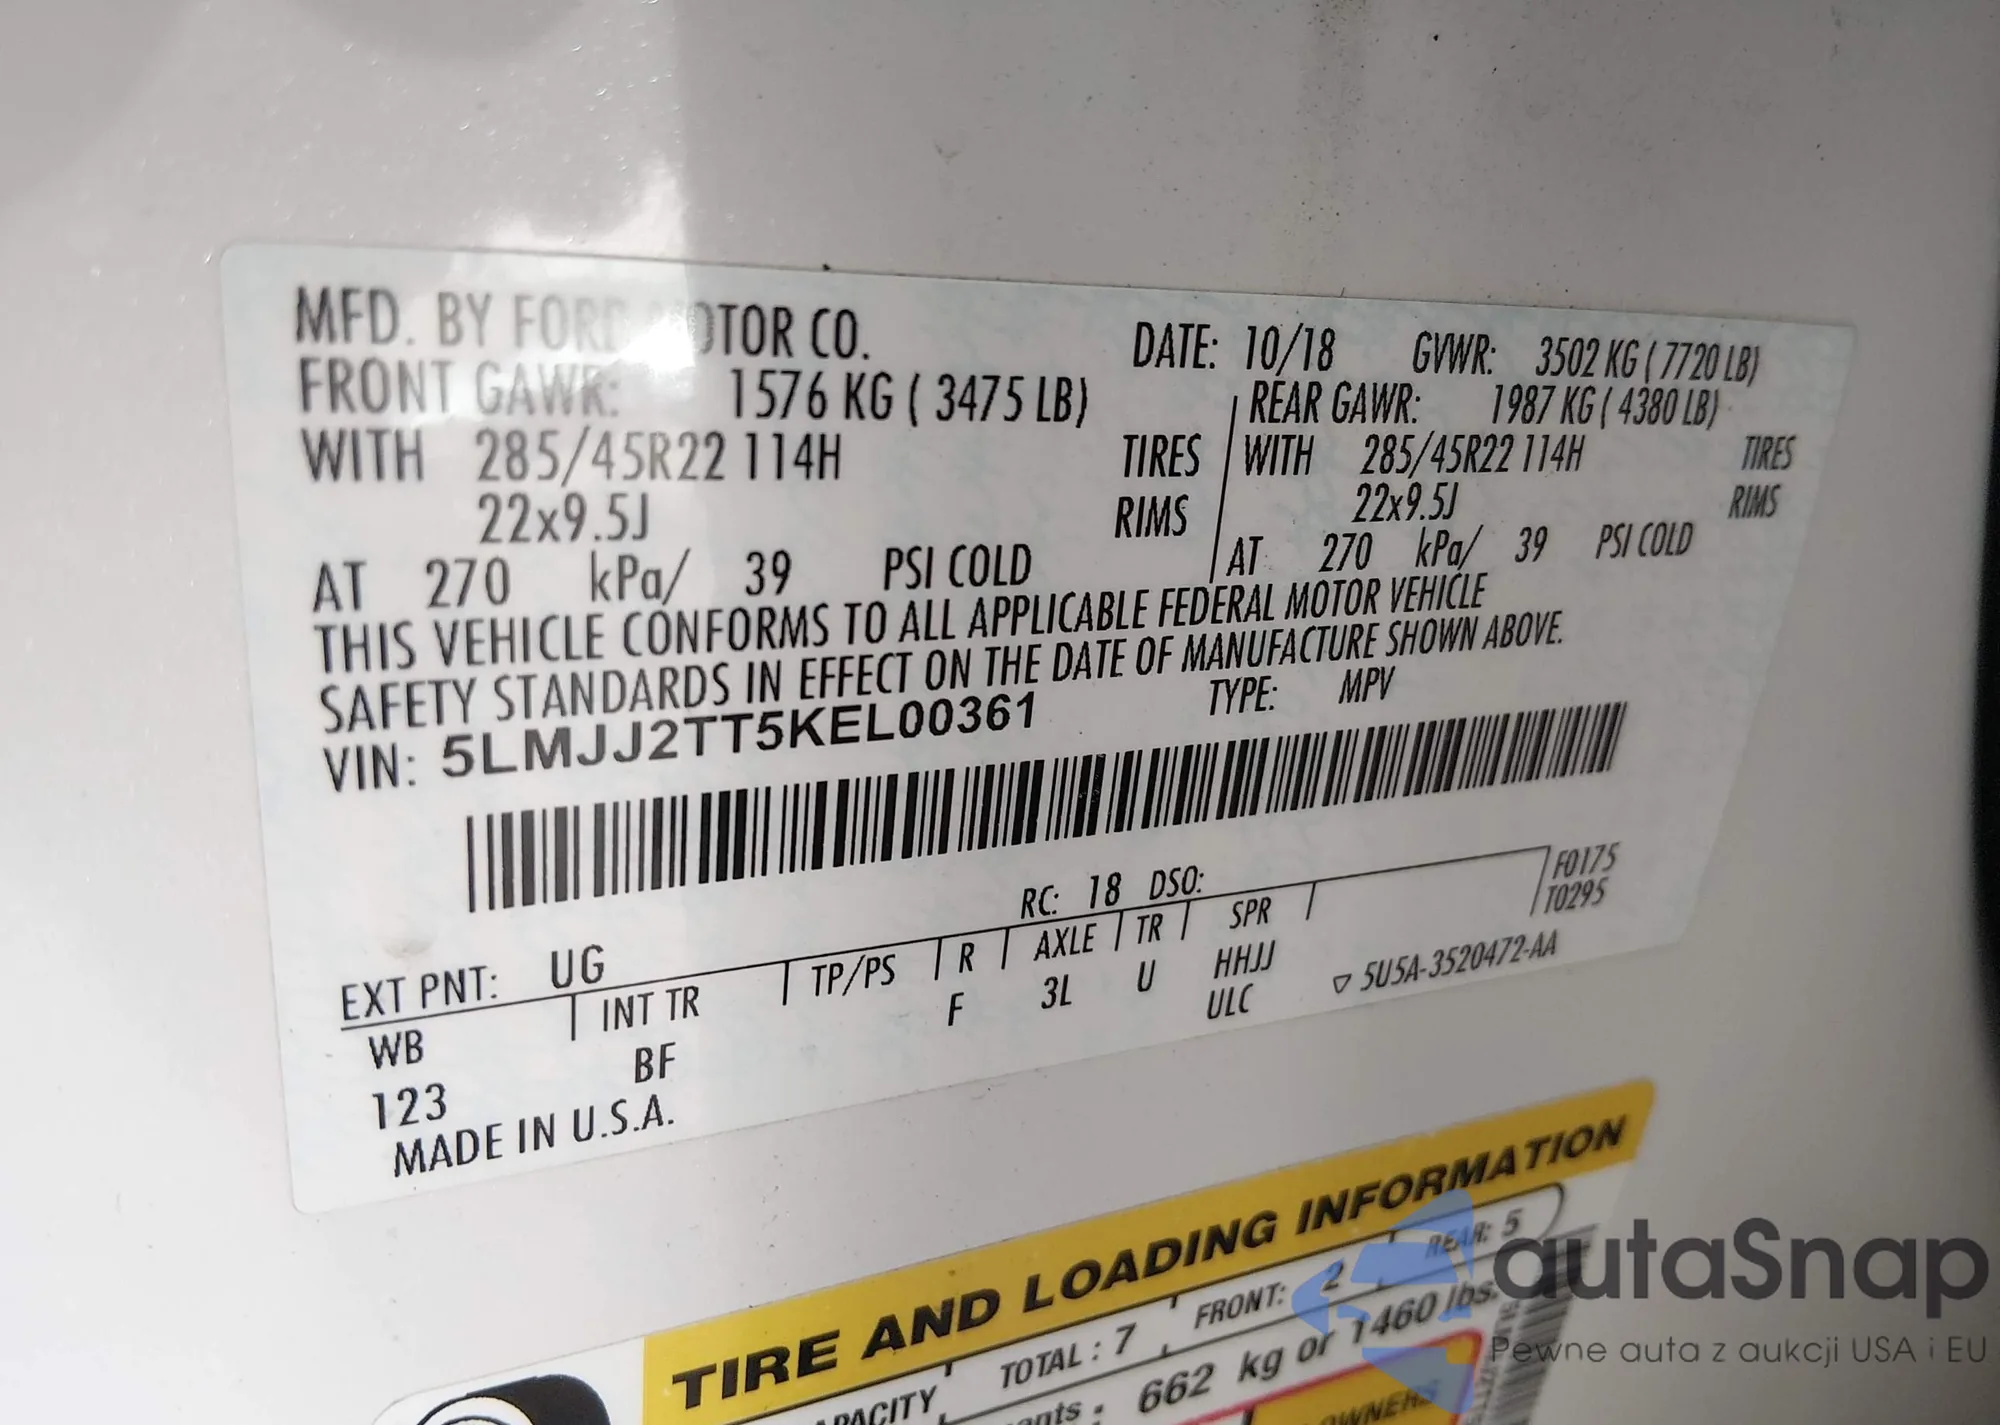 MFD. BY FORD MOTOR CO.
DATE: 10/18 GVWR: 3502 KG ( 7720 LB)
FRONT GAWR: 1576 KG ( 3475 LB)
REAR GAWR: 1987 KG ( 4380 LB)
WITH 285/45R22 114H TIRES
WITH 285/45R22 114H TIRES
22x9.5J RIMS
22x9.5J RIMS
AT 270 kPa/ 39 PSI COLD
AT 270 kPa/ 39 PSI COLD
THIS VEHICLE CONFORMS TO ALL APPLICABLE FEDERAL MOTOR VEHICLE
SAFETY STANDARDS IN EFFECT ON THE DATE OF MANUFACTURE SHOWN ABOVE.
VIN: 5LMJJ2TT5KEL00361
TYPE: MPV
F0175
T0295
EXT PNT: UG RC: 18 DSO:
WB INT TR TP/PS R AXLE TR SPR
123 BF F 3L U HHJJ
ULC
▽ 5U5A-3520472-AA
MADE IN U.S.A.
TIRE AND LOADING INFORMATION
TOTAL : 7 FRONT: 2 REAR: 5
662 kg or 1460 lbs.
autaSnap
Pewne auta z aukcji USA i EU